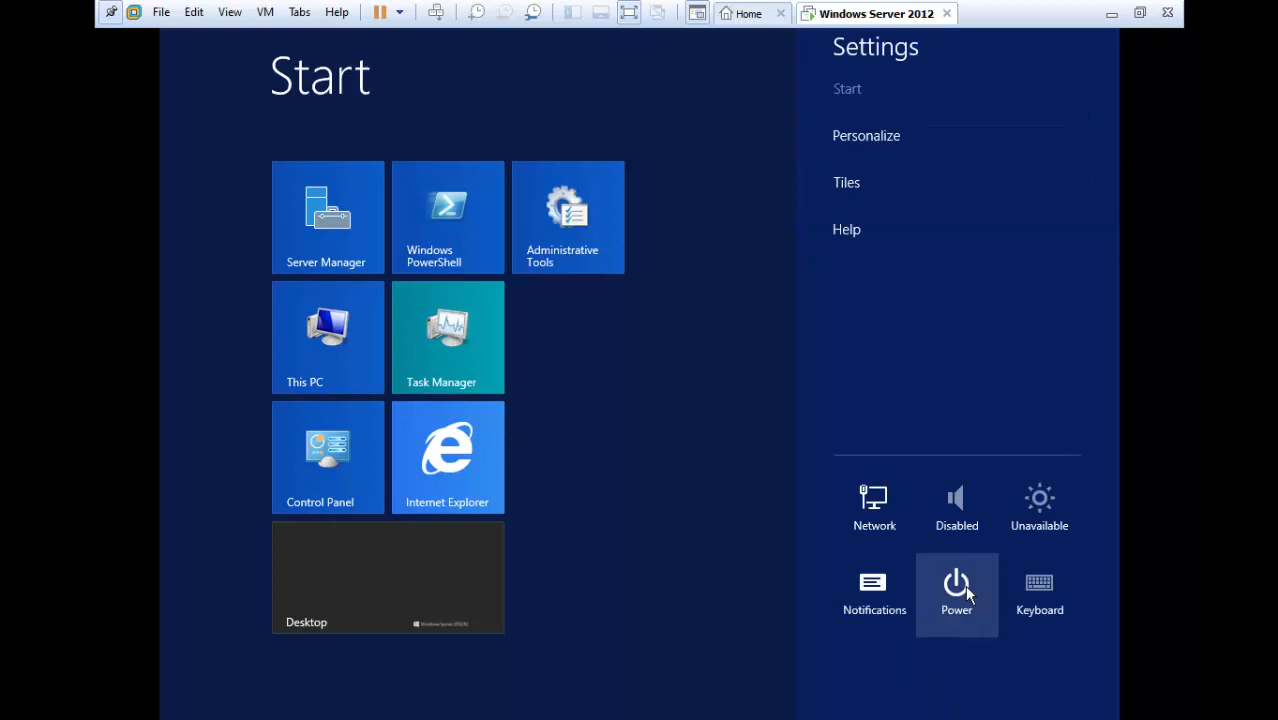 File Edit View VM Tabs Help
Home
Windows Server 2012
Start
Settings
Start
Personalize
Tiles
Help
Server Manager
Windows
PowerShell
Administrative
Tools
This PC
Task Manager
Control Panel
Internet Explorer
Desktop
Network
Disabled
Unavailable
Notifications
Power
Keyboard